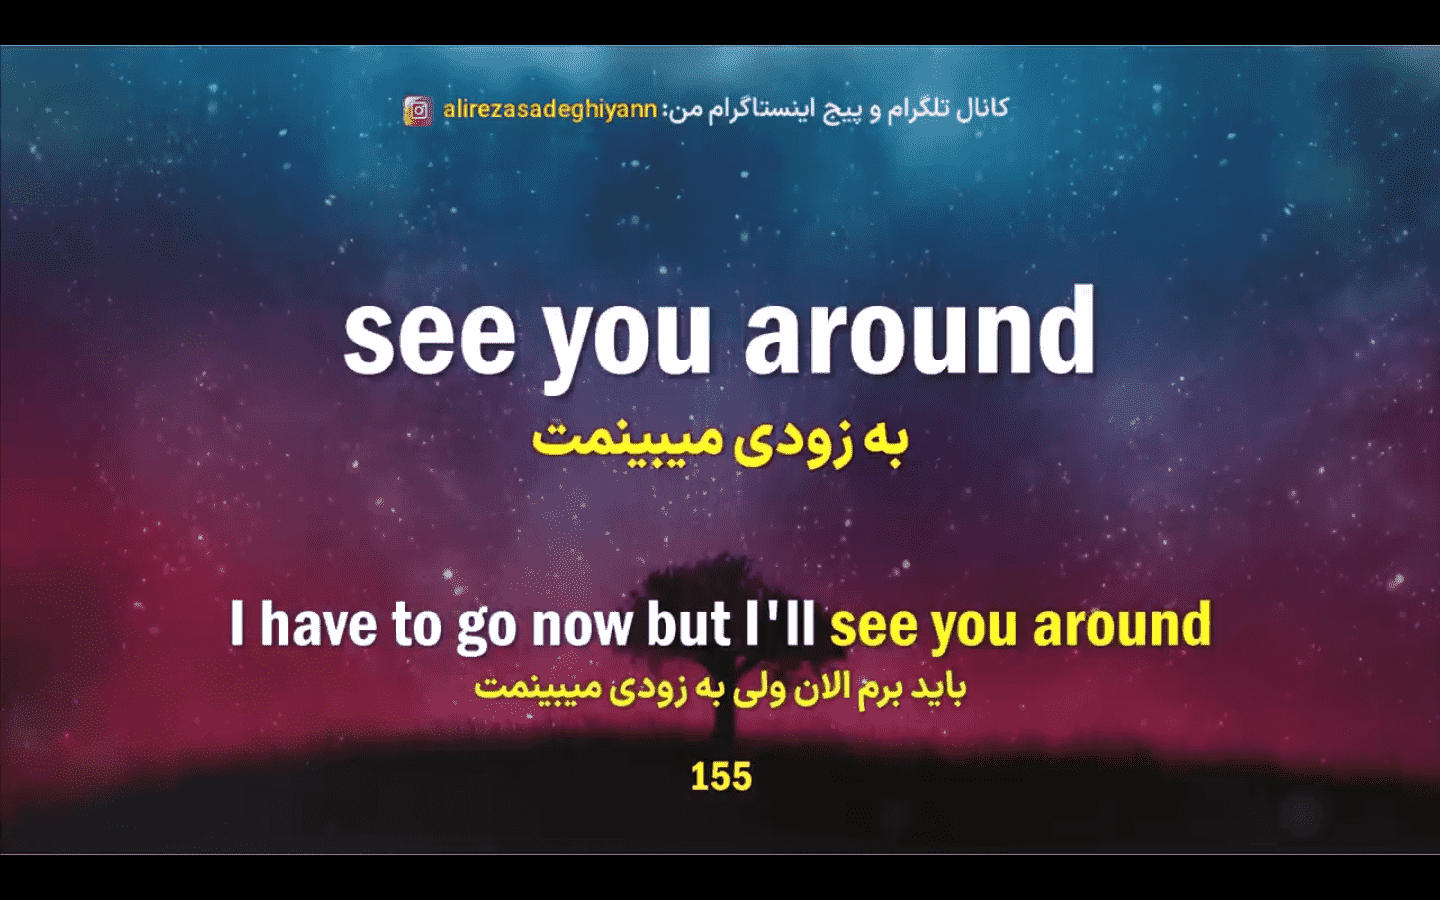 کانال تلگرام و پیج اینستاگرام من: alirezasadeghiyann
see you around
به زودی میبینمت
I have to go now but I'll see you around
باید برم الان ولی به زودی میبینمت
155